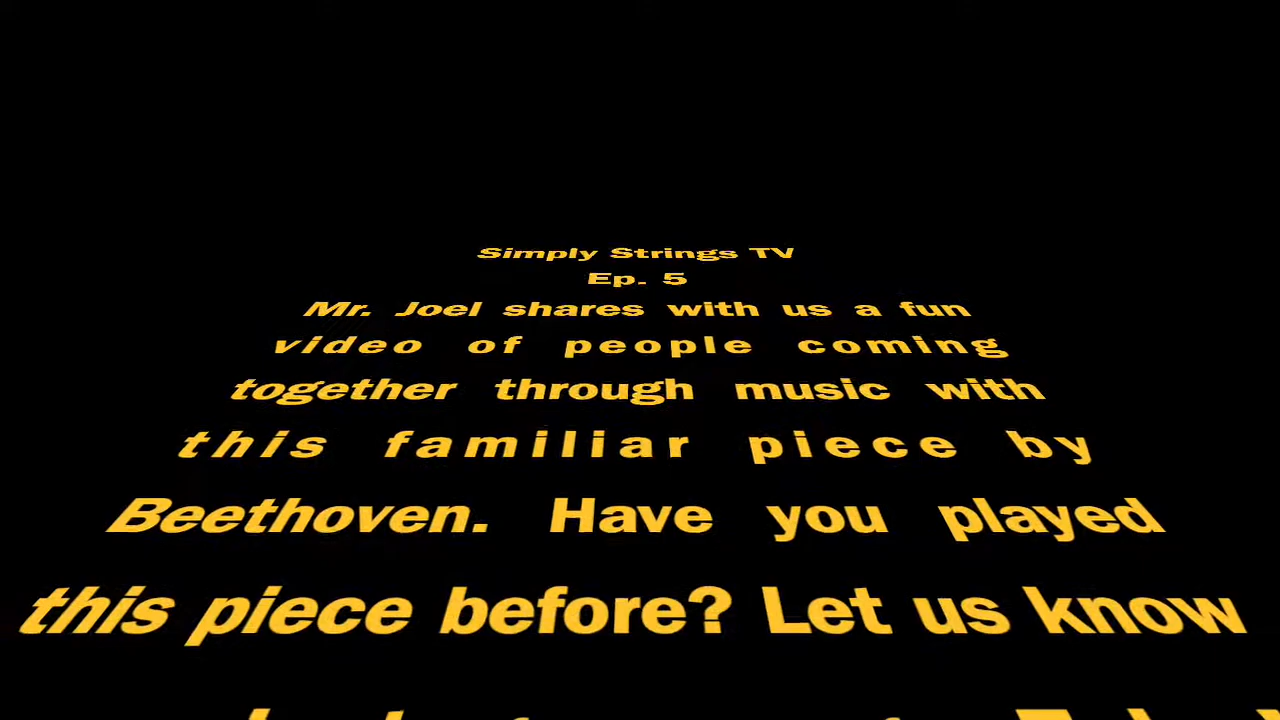 Simply Strings TV
Ep. 5
Mr. Joel shares with us a fun
video of people coming
together through music with
this familiar piece by
Beethoven. Have you played
this piece before? Let us know